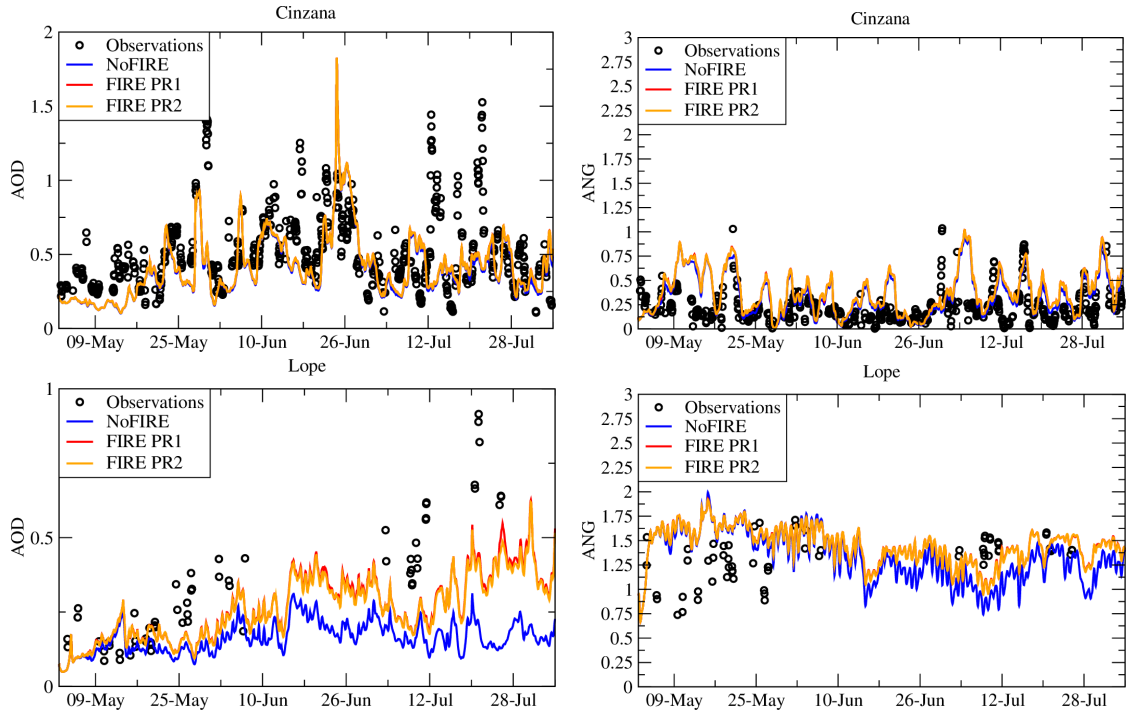 Cinzana
2
1.5
1
0.5
0
AOD
Observations
NoFIRE
FIRE PR1
FIRE PR2
09-May 25-May 10-Jun 26-Jun 12-Jul 28-Jul
Cinzana
3
2.75
2.5
2.25
2
1.75
1.5
1.25
1
0.75
0.5
0.25
0
ANG
Observations
NoFIRE
FIRE PR1
FIRE PR2
09-May 25-May 10-Jun 26-Jun 12-Jul 28-Jul
Lope
1
0.5
0
AOD
Observations
NoFIRE
FIRE PR1
FIRE PR2
09-May 25-May 10-Jun 26-Jun 12-Jul 28-Jul
Lope
3
2.75
2.5
2.25
2
1.75
1.5
1.25
1
0.75
0.5
0.25
0
ANG
Observations
NoFIRE
FIRE PR1
FIRE PR2
09-May 25-May 10-Jun 26-Jun 12-Jul 28-Jul